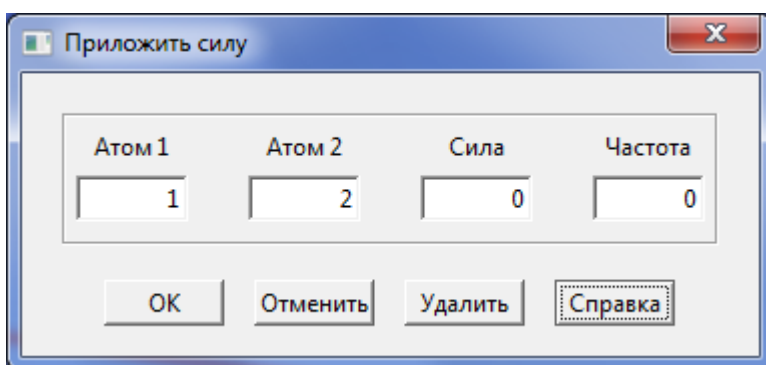 Приложить силу
Атом 1 Атом 2 Сила Частота
1 2 0 0
OK Отменить Удалить Справка